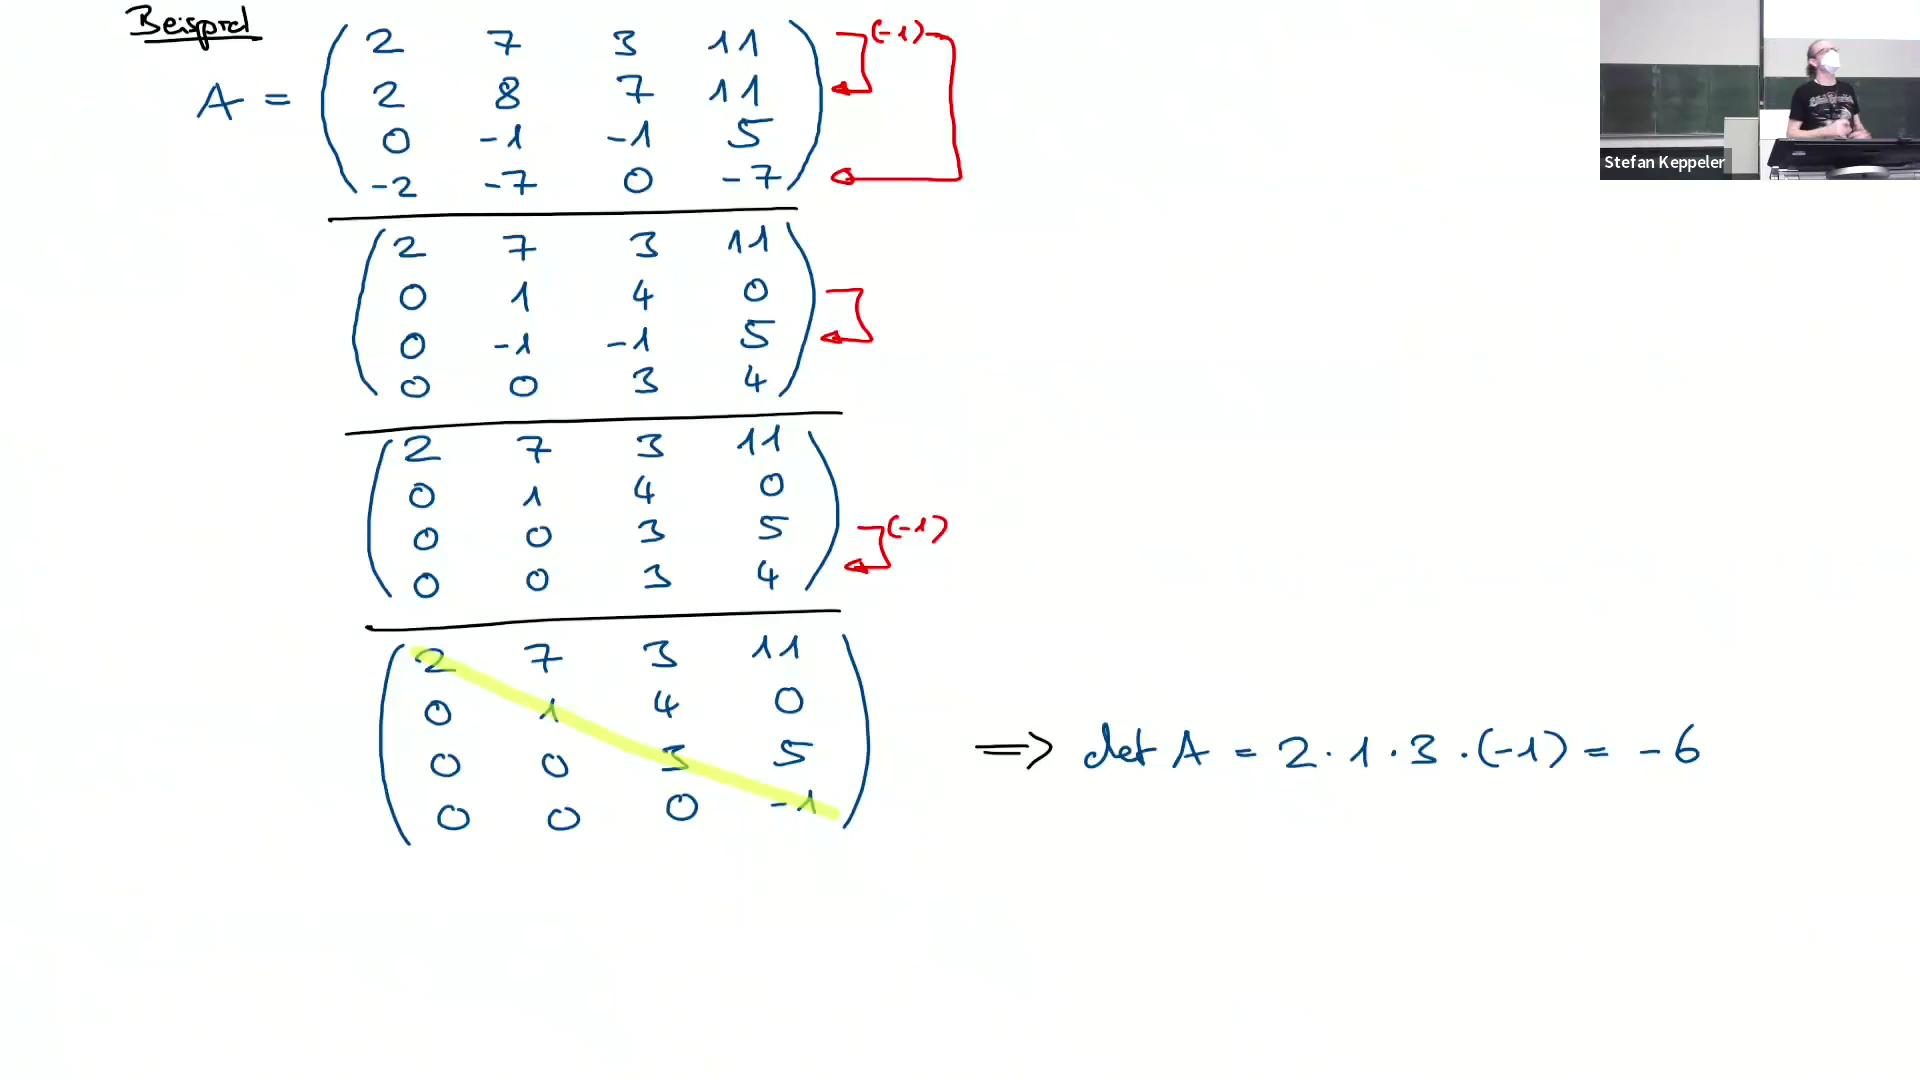 Beispiel
2 7 3 11 (-1)
A = 2 8 7 11
0 -1 -1 5
-2 -7 0 -7
2 7 3 11
0 1 4 0
0 -1 -1 5
0 0 3 4
2 7 3 11
0 1 4 0
0 0 3 5 (-1)
0 0 3 4
2 7 3 11
0 1 4 0
0 0 3 5
0 0 0 -1
⟹ det A = 2 · 1 · 3 · (-1) = -6
Stefan Keppeler